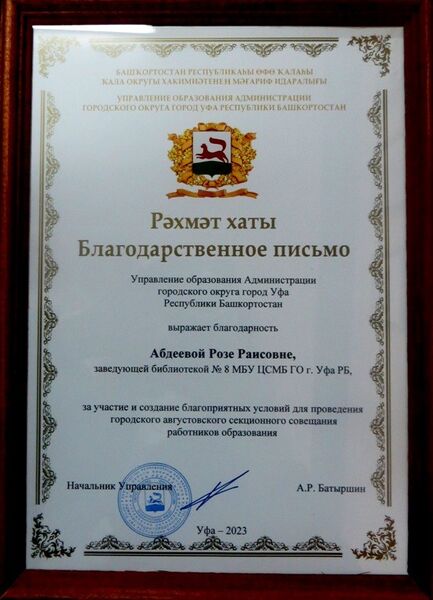 БАШҠОРТОСТАН РЕСПУБЛИКАҺЫ ӨФӨ ҠАЛАҺЫ
ҠАЛА ОКРУГЫ ХАКИМИӘТЕНЕҢ МӘҒАРИФ ИДАРАЛЫҒЫ
УПРАВЛЕНИЕ ОБРАЗОВАНИЯ АДМИНИСТРАЦИИ
ГОРОДСКОГО ОКРУГА ГОРОД УФА РЕСПУБЛИКИ БАШКОРТОСТАН
Рәхмәт хаты
Благодарственное письмо
Управление образования Администрации
городского округа город Уфа
Республики Башкортостан
выражает благодарность
Абдеевой Розе Раисовне,
заведующей библиотекой № 8 МБУ ЦСМБ ГО г. Уфа РБ,
за участие и создание благоприятных условий для проведения
городского августовского секционного совещания
работников образования
Начальник Управления
А.Р. Батыршин
Уфа – 2023